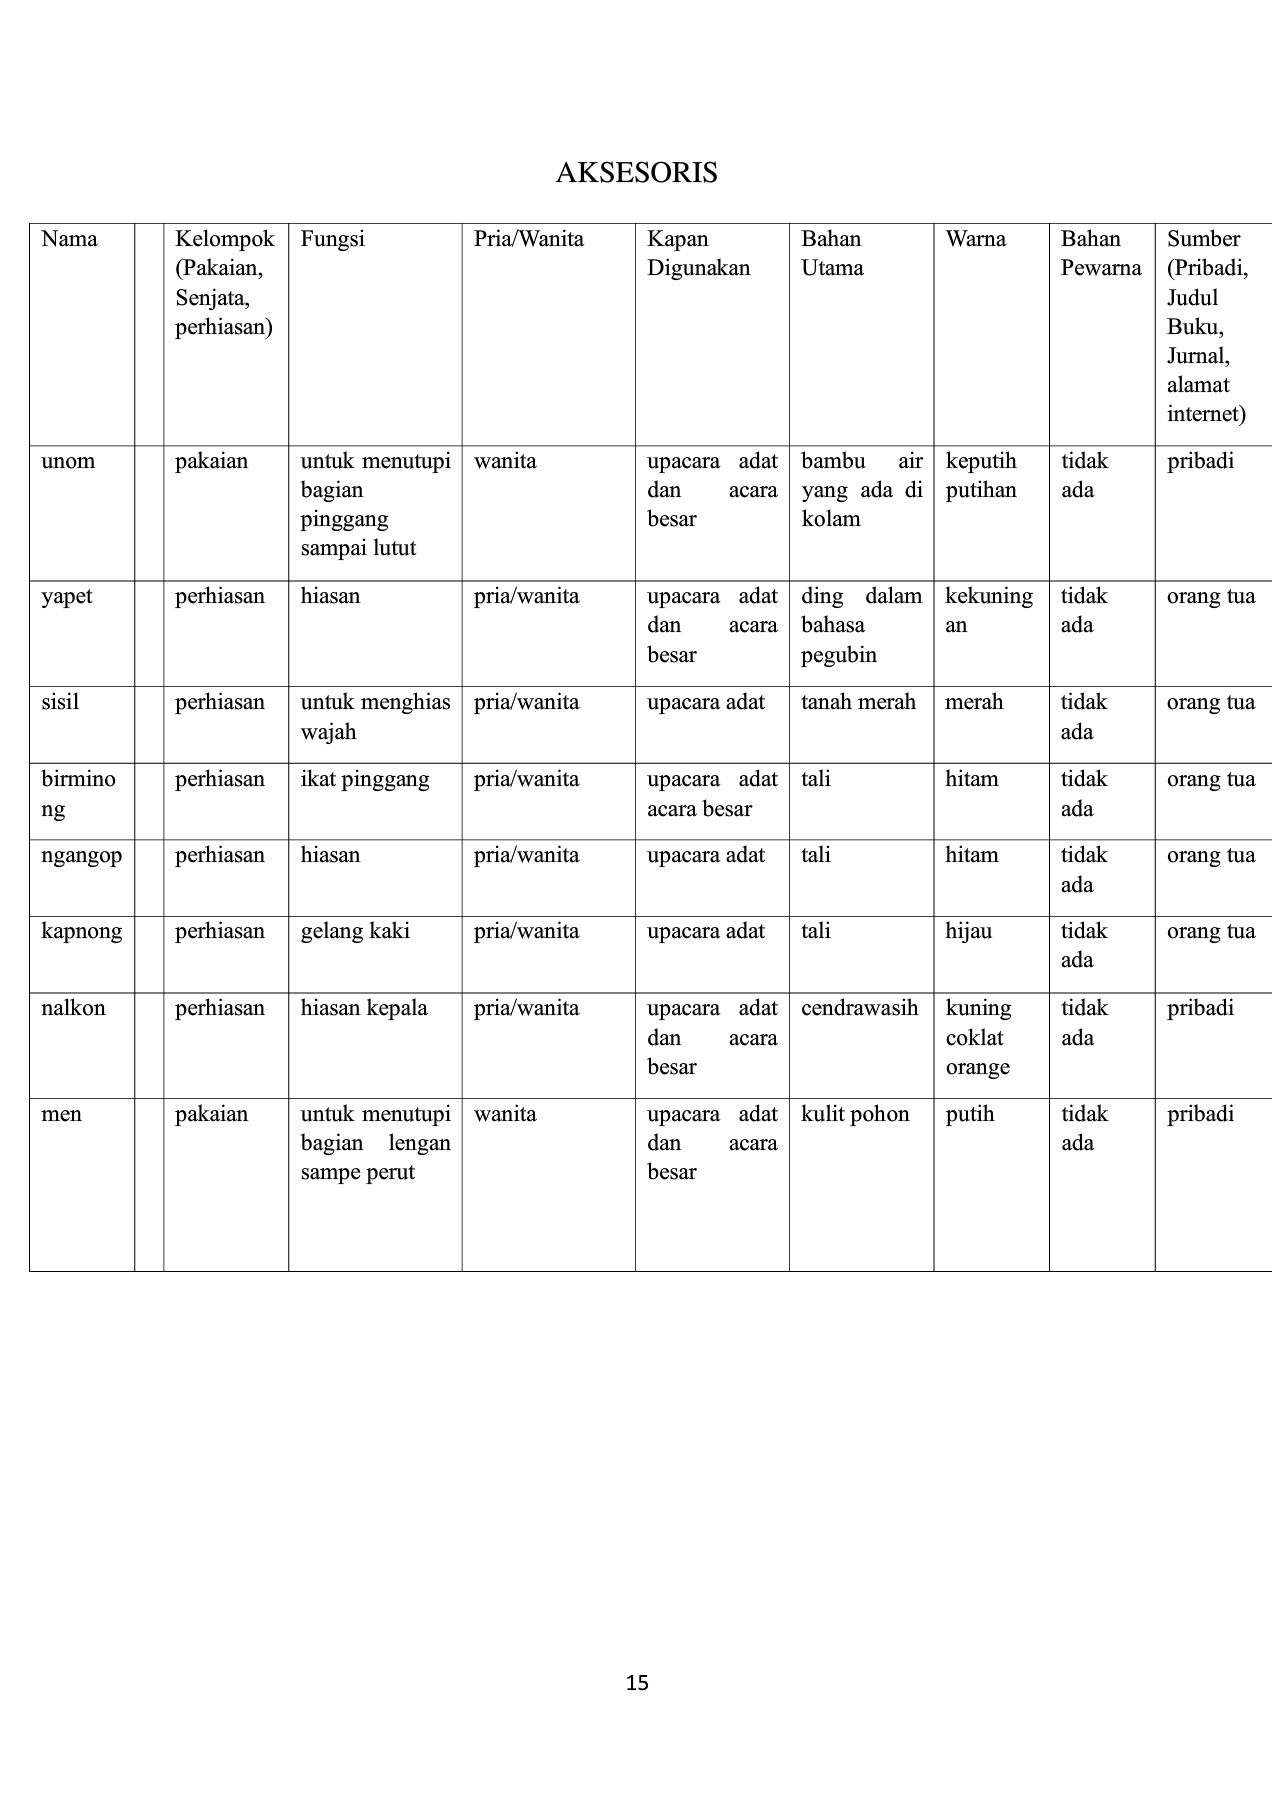 AKSESORIS
Nama | | Kelompok (Pakaian, Senjata, perhiasan) | Fungsi | Pria/Wanita | Kapan Digunakan | Bahan Utama | Warna | Bahan Pewarna | Sumber (Pribadi, Judul Buku, Jurnal, alamat internet)
unom | | pakaian | untuk menutupi bagian pinggang sampai lutut | wanita | upacara adat dan acara besar | bambu air yang ada di kolam | keputih putihan | tidak ada | pribadi
yapet | | perhiasan | hiasan | pria/wanita | upacara adat dan acara besar | ding dalam bahasa pegubin | kekuningan | tidak ada | orang tua
sisil | | perhiasan | untuk menghias wajah | pria/wanita | upacara adat | tanah merah | merah | tidak ada | orang tua
birminong | | perhiasan | ikat pinggang | pria/wanita | upacara adat acara besar | tali | hitam | tidak ada | orang tua
ngangop | | perhiasan | hiasan | pria/wanita | upacara adat | tali | hitam | tidak ada | orang tua
kapnong | | perhiasan | gelang kaki | pria/wanita | upacara adat | tali | hijau | tidak ada | orang tua
nalkon | | perhiasan | hiasan kepala | pria/wanita | upacara adat dan acara besar | cendrawasih | kuning coklat orange | tidak ada | pribadi
men | | pakaian | untuk menutupi bagian lengan sampe perut | wanita | upacara adat dan acara besar | kulit pohon | putih | tidak ada | pribadi
15